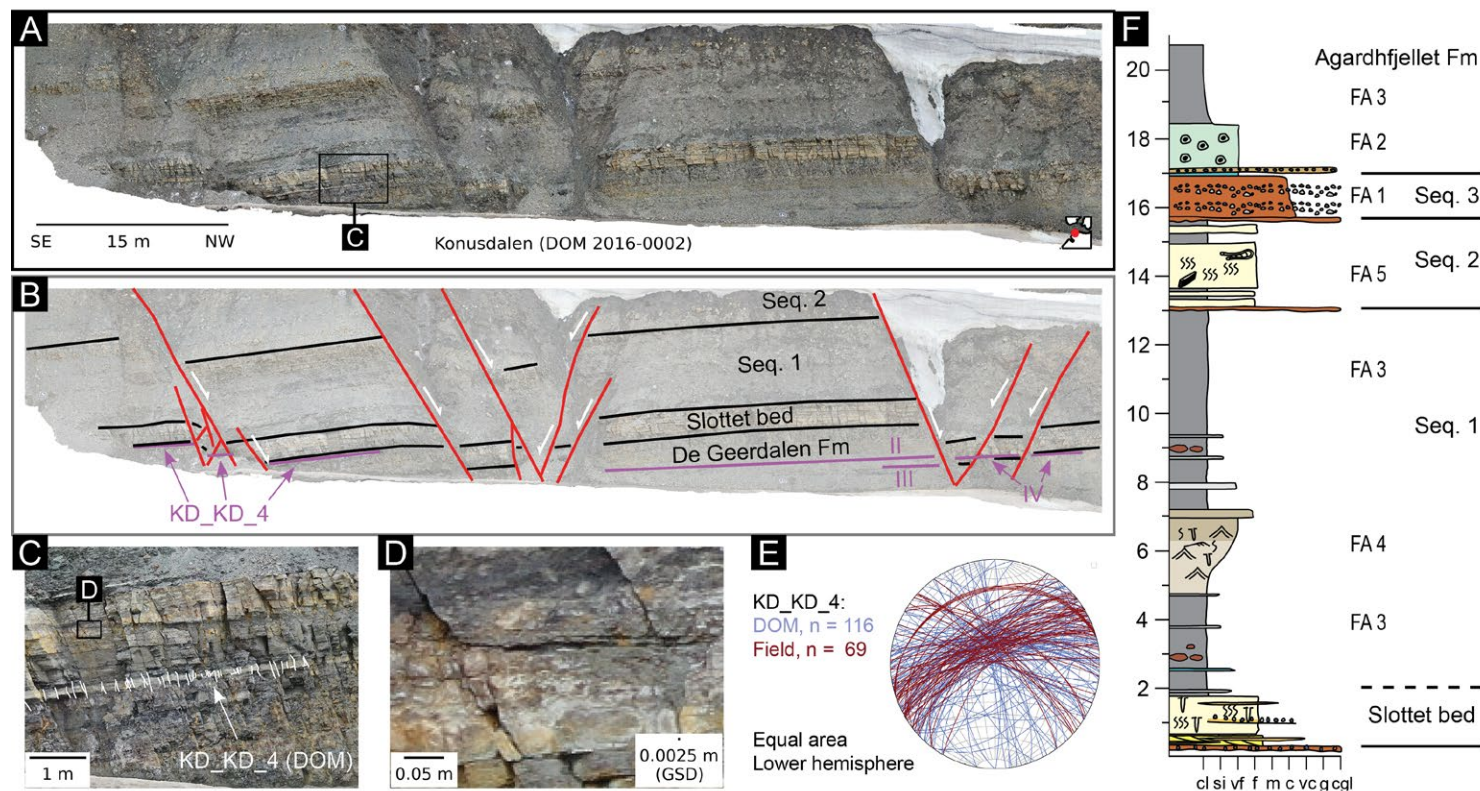 A
SE 15 m NW
C
Konusdalen (DOM 2016-0002)
B
Seq. 2
Seq. 1
Slottet bed
De Geerdalen Fm
II
III
IV
KD_KD_4
C
D
KD_KD_4 (DOM)
1 m
D
0.05 m
0.0025 m
(GSD)
E
KD_KD_4:
DOM, n = 116
Field, n = 69
Equal area
Lower hemisphere
F
Agardhfjellet Fm
20
FA 3
18
FA 2
16
FA 1 Seq. 3
14
FA 5 Seq. 2
12
FA 3
10
Seq. 1
8
6
FA 4
4
FA 3
2
Slottet bed
cl si vf f m c vc g cgl